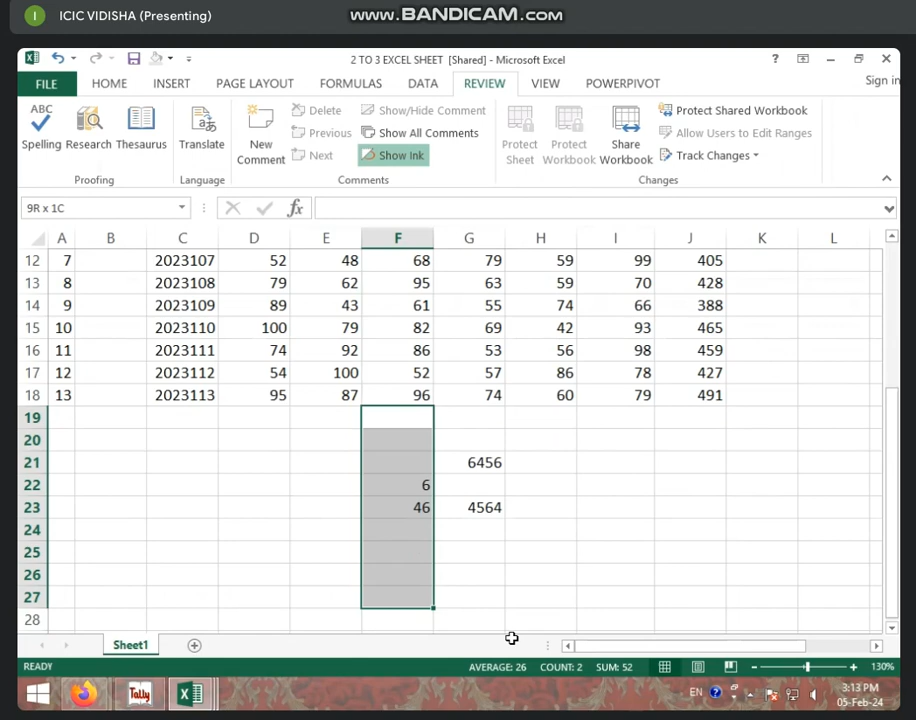 I ICIC VIDISHA (Presenting)
www.BANDICAM.com
2 TO 3 EXCEL SHEET [Shared] - Microsoft Excel
?
Sign in
FILE HOME INSERT PAGE LAYOUT FORMULAS DATA REVIEW VIEW POWERPIVOT
ABC
Spelling Research Thesaurus
Proofing
Translate
Language
New Comment
Delete
Previous
Next
Show/Hide Comment
Show All Comments
Show Ink
Comments
Protect Sheet
Protect Workbook
Share Workbook
Protect Shared Workbook
Allow Users to Edit Ranges
Track Changes
Changes
9R x 1C
fx
A B C D E F G H I J K L
12 7 2023107 52 48 68 79 59 99 405
13 8 2023108 79 62 95 63 59 70 428
14 9 2023109 89 43 61 55 74 66 388
15 10 2023110 100 79 82 69 42 93 465
16 11 2023111 74 92 86 53 56 98 459
17 12 2023112 54 100 52 57 86 78 427
18 13 2023113 95 87 96 74 60 79 491
19
20
21 6456
22 6
23 46 4564
24
25
26
27
28
Sheet1
READY AVERAGE: 26 COUNT: 2 SUM: 52 130%
Tally
EN
3:13 PM
05-Feb-24